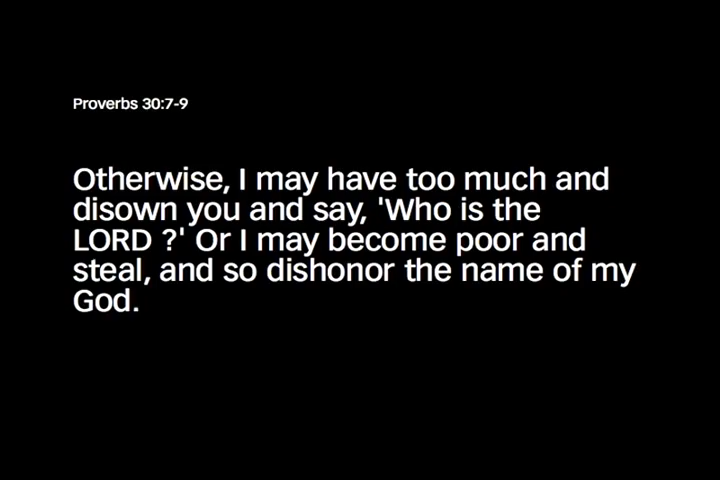 Proverbs 30:7-9
Otherwise, I may have too much and
disown you and say, 'Who is the
LORD ?' Or I may become poor and
steal, and so dishonor the name of my
God.